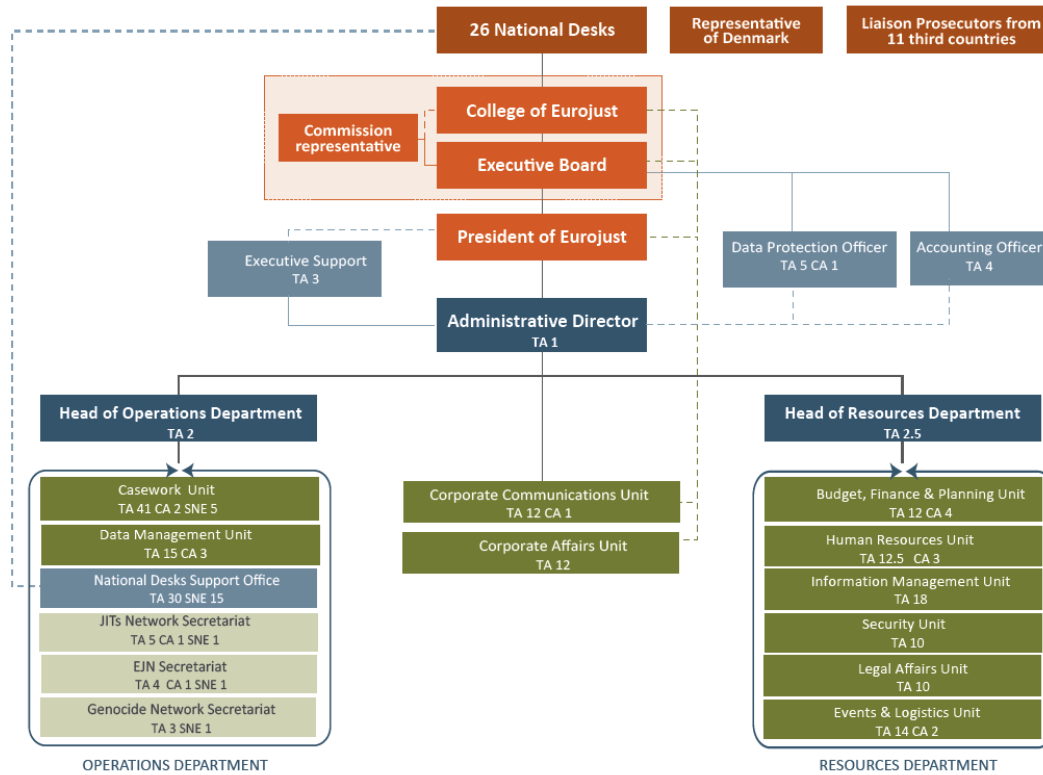 26 National Desks
Representative
of Denmark
Liaison Prosecutors from
11 third countries
College of Eurojust
Commission
representative
Executive Board
President of Eurojust
Executive Support
TA 3
Data Protection Officer
TA 5 CA 1
Accounting Officer
TA 4
Administrative Director
TA 1
Head of Operations Department
TA 2
Head of Resources Department
TA 2.5
Casework Unit
TA 41 CA 2 SNE 5
Data Management Unit
TA 15 CA 3
National Desks Support Office
TA 30 SNE 15
JITs Network Secretariat
TA 5 CA 1 SNE 1
EJN Secretariat
TA 4 CA 1 SNE 1
Genocide Network Secretariat
TA 3 SNE 1
OPERATIONS DEPARTMENT
Corporate Communications Unit
TA 12 CA 1
Corporate Affairs Unit
TA 12
Budget, Finance & Planning Unit
TA 12 CA 4
Human Resources Unit
TA 12.5 CA 3
Information Management Unit
TA 18
Security Unit
TA 10
Legal Affairs Unit
TA 10
Events & Logistics Unit
TA 14 CA 2
RESOURCES DEPARTMENT